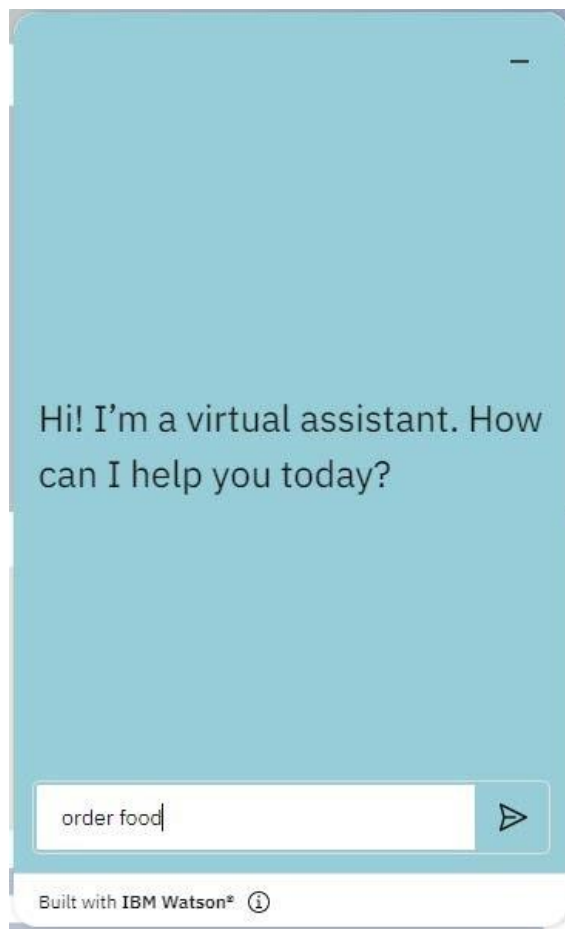 Hi! I’m a virtual assistant. How
can I help you today?
order food
Built with IBM Watson®